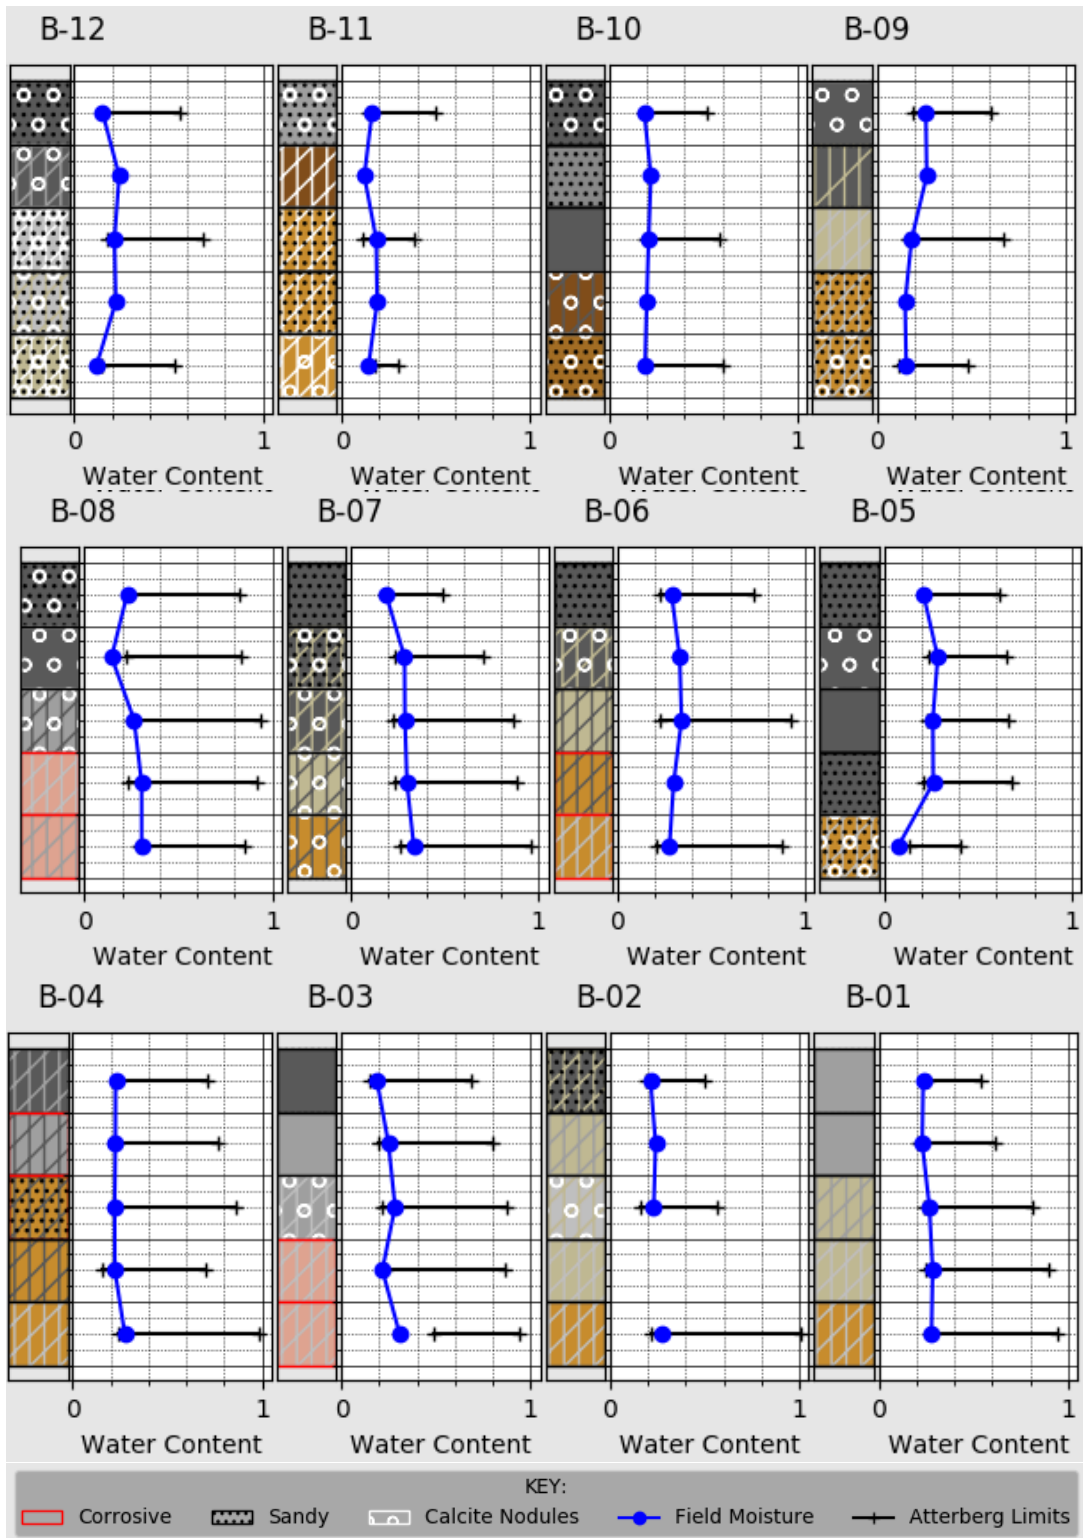 B-12 B-11 B-10 B-09
0 1 0 1 0 1 0 1
Water Content Water Content Water Content Water Content
B-08 B-07 B-06 B-05
0 1 0 1 0 1 0 1
Water Content Water Content Water Content Water Content
B-04 B-03 B-02 B-01
0 1 0 1 0 1 0 1
Water Content Water Content Water Content Water Content
KEY:
Corrosive Sandy Calcite Nodules Field Moisture Atterberg Limits